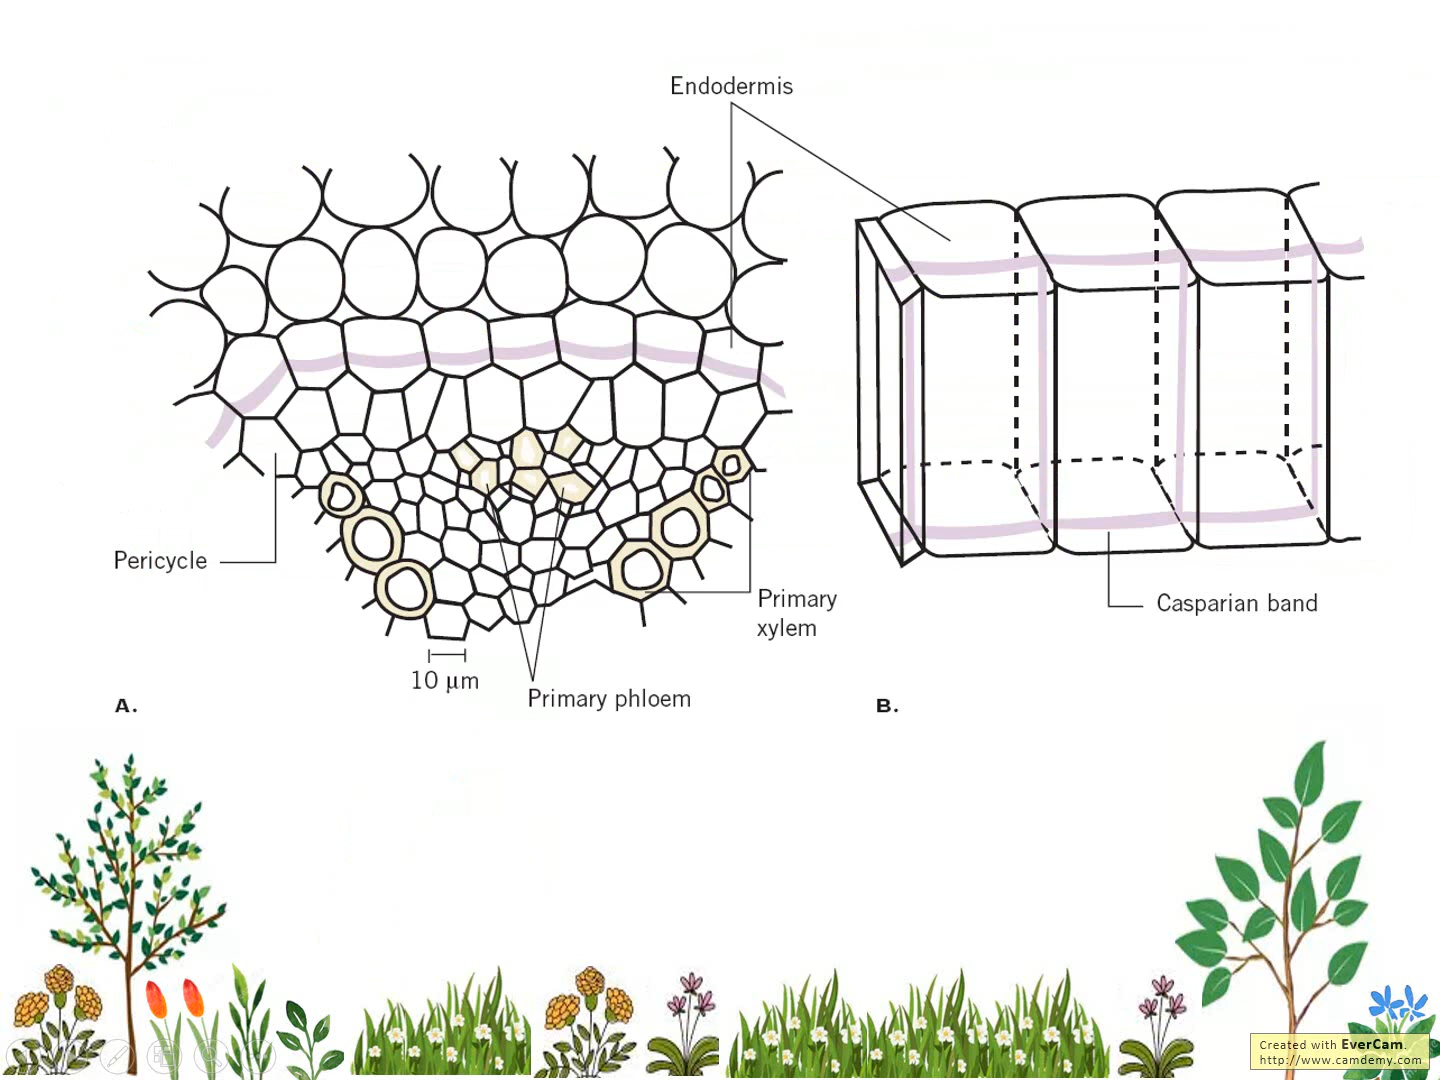 Endodermis
Pericycle
Primary
xylem
Casparian band
10 μm
Primary phloem
A.
B.
Created with EverCam.
http://www.camdemy.com